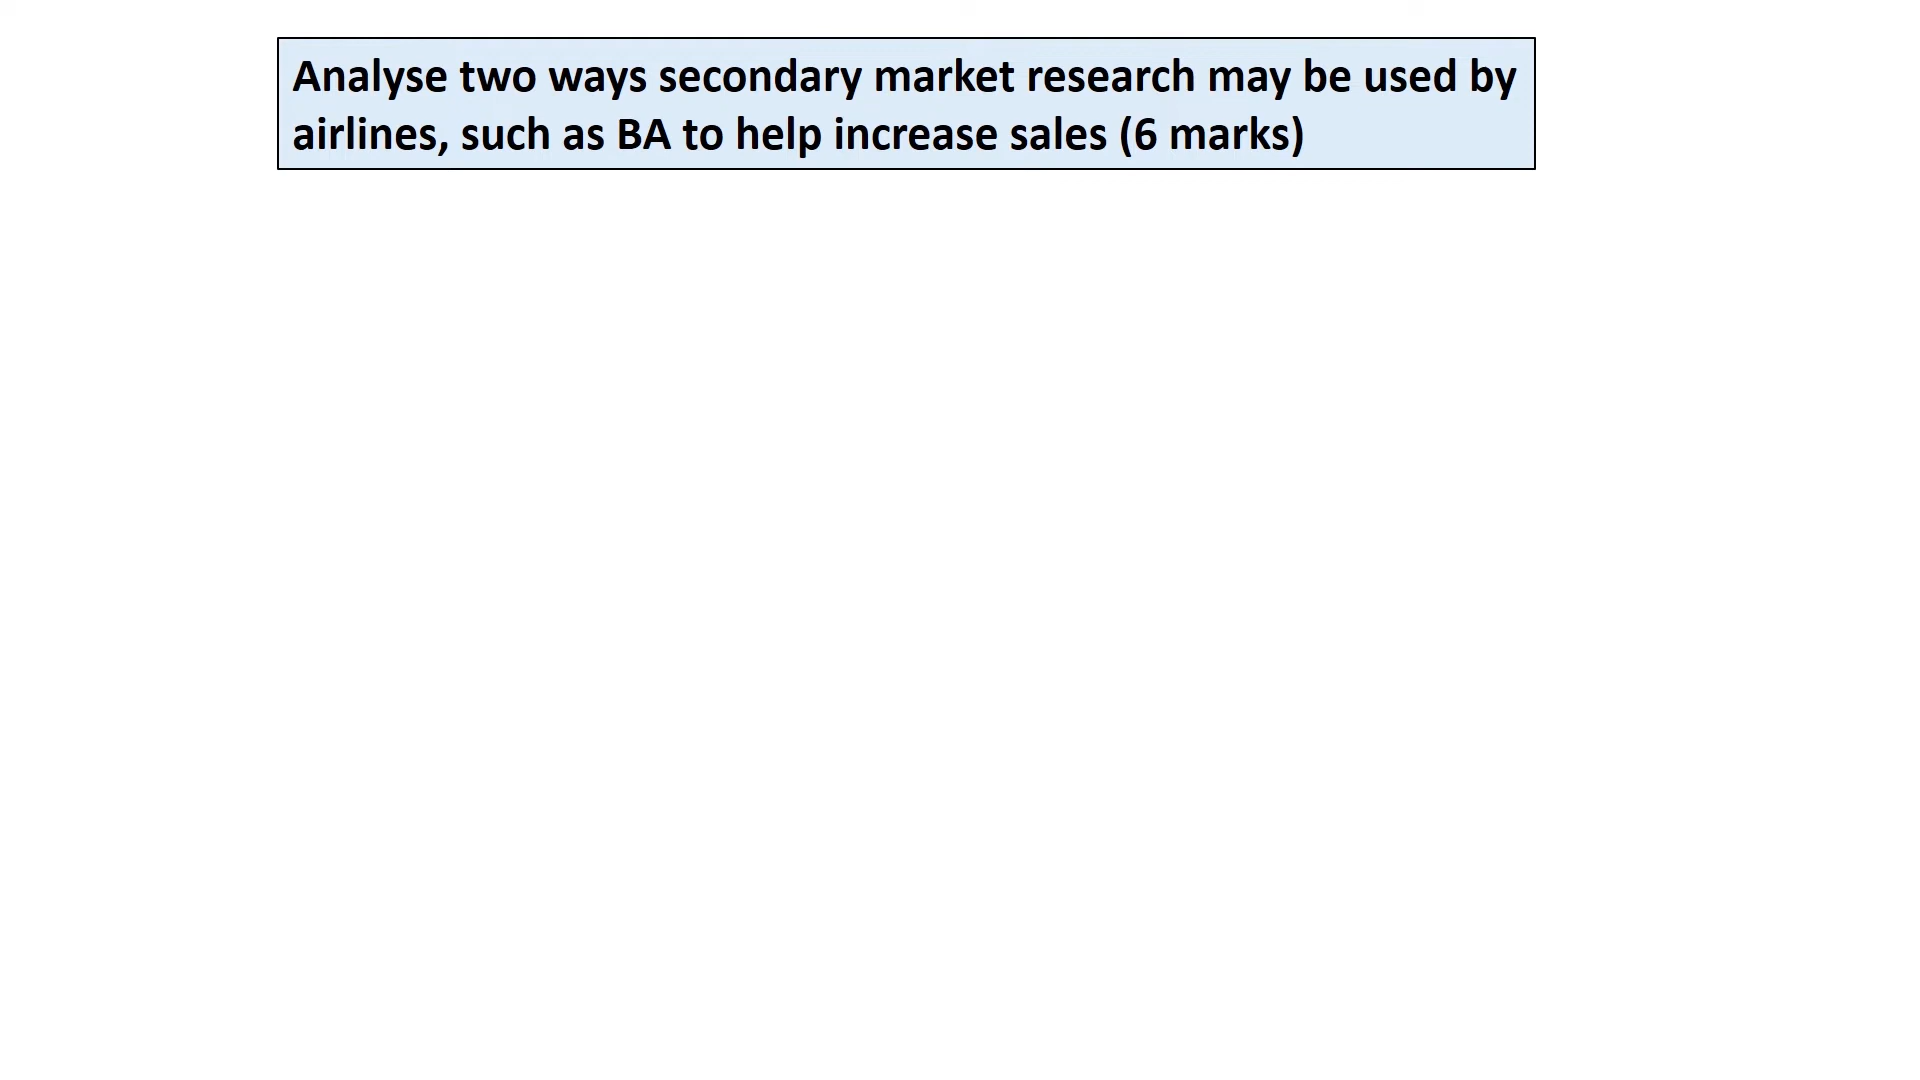 Analyse two ways secondary market research may be used by
airlines, such as BA to help increase sales (6 marks)